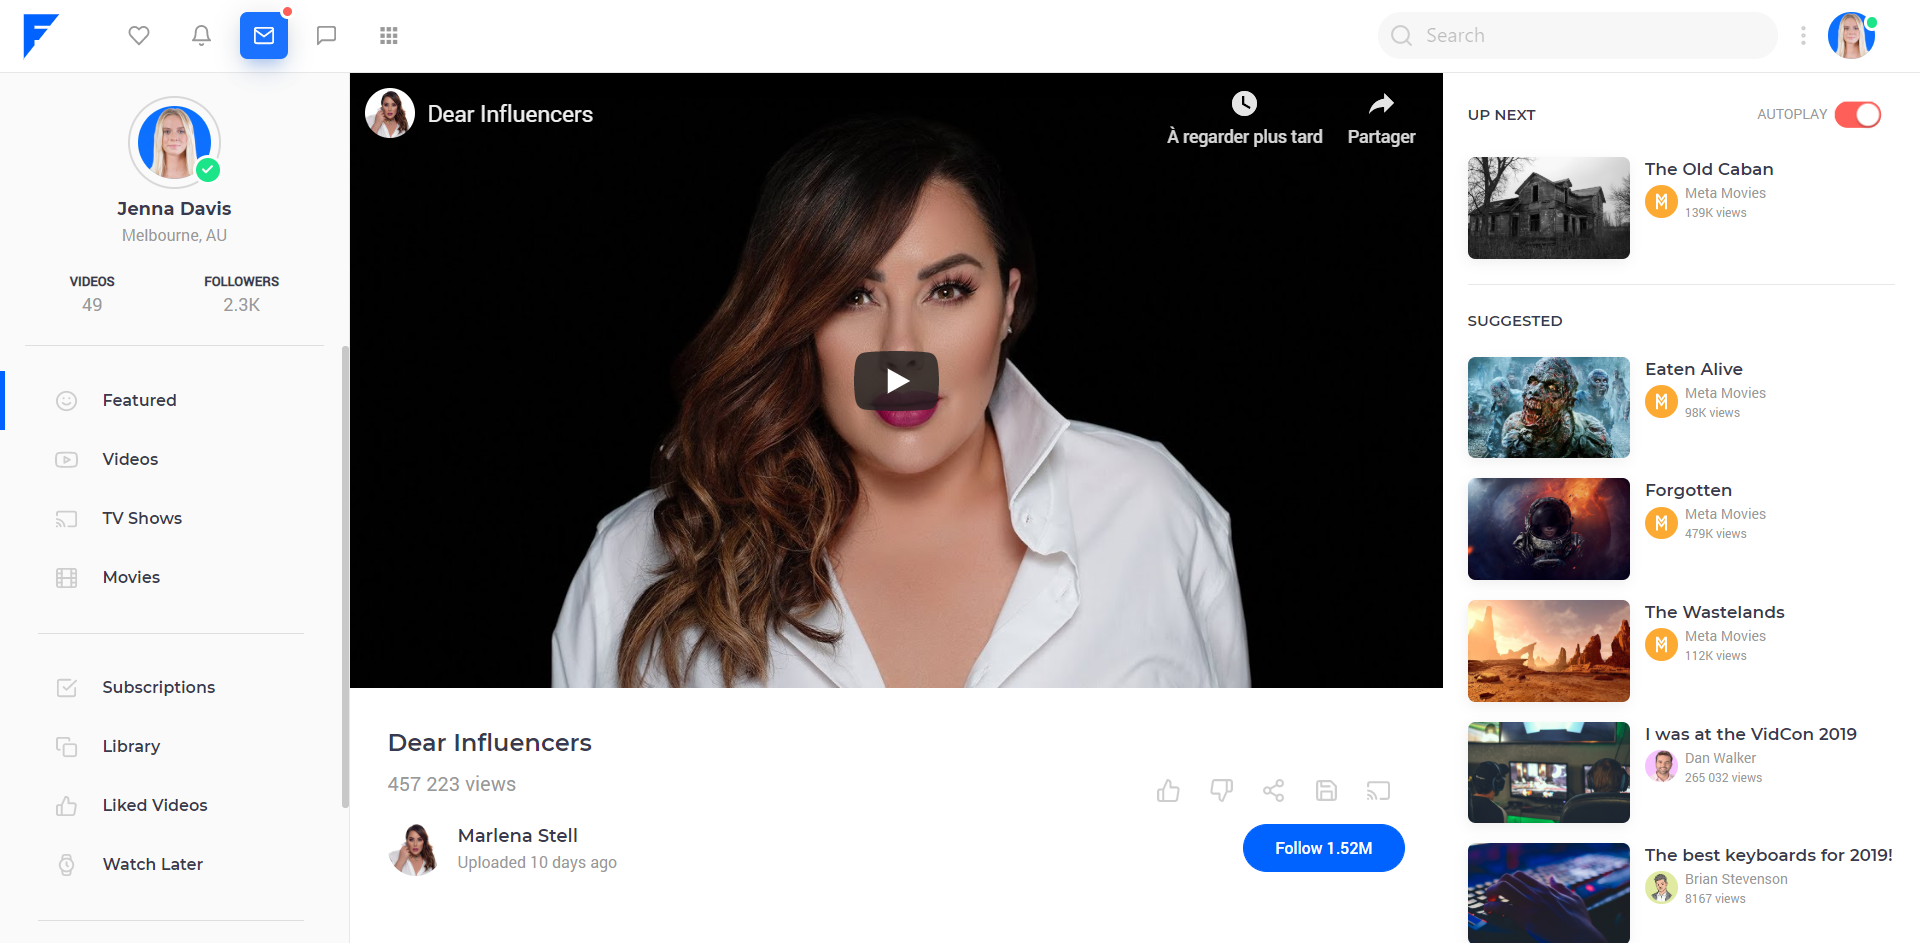 Search
Jenna Davis
Melbourne, AU
VIDEOS
49
FOLLOWERS
2.3K
Featured
Videos
TV Shows
Movies
Subscriptions
Library
Liked Videos
Watch Later
Dear Influencers
À regarder plus tard
Partager
Dear Influencers
457 223 views
Marlena Stell
Uploaded 10 days ago
Follow 1.52M
UP NEXT
AUTOPLAY
The Old Caban
Meta Movies
139K views
SUGGESTED
Eaten Alive
Meta Movies
98K views
Forgotten
Meta Movies
479K views
The Wastelands
Meta Movies
112K views
I was at the VidCon 2019
Dan Walker
265 032 views
The best keyboards for 2019!
Brian Stevenson
8167 views